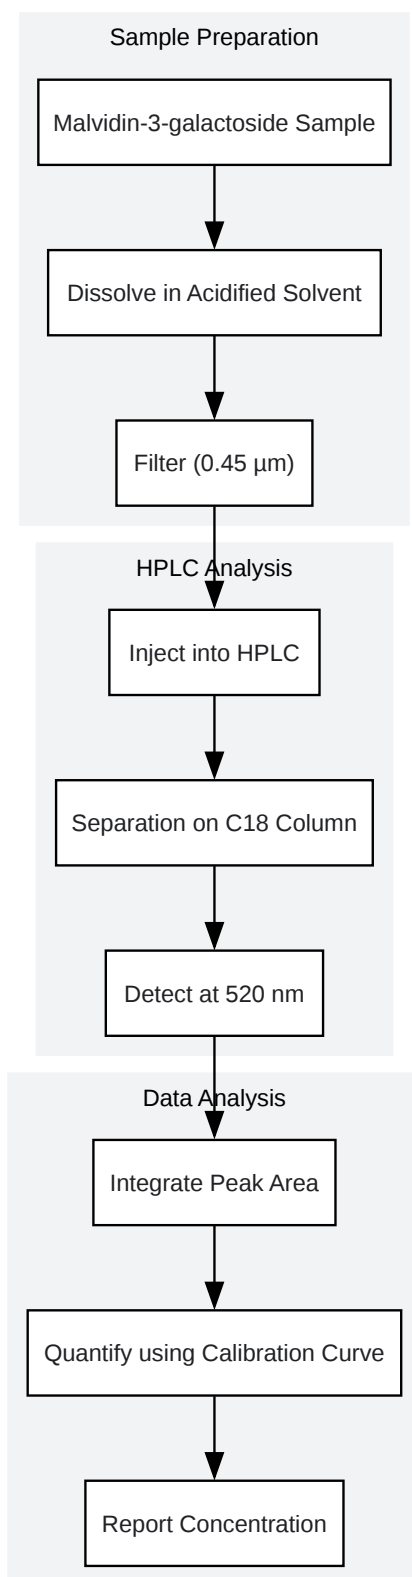 Sample Preparation
Malvidin-3-galactoside Sample
Dissolve in Acidified Solvent
Filter (0.45 µm)
HPLC Analysis
Inject into HPLC
Separation on C18 Column
Detect at 520 nm
Data Analysis
Integrate Peak Area
Quantify using Calibration Curve
Report Concentration